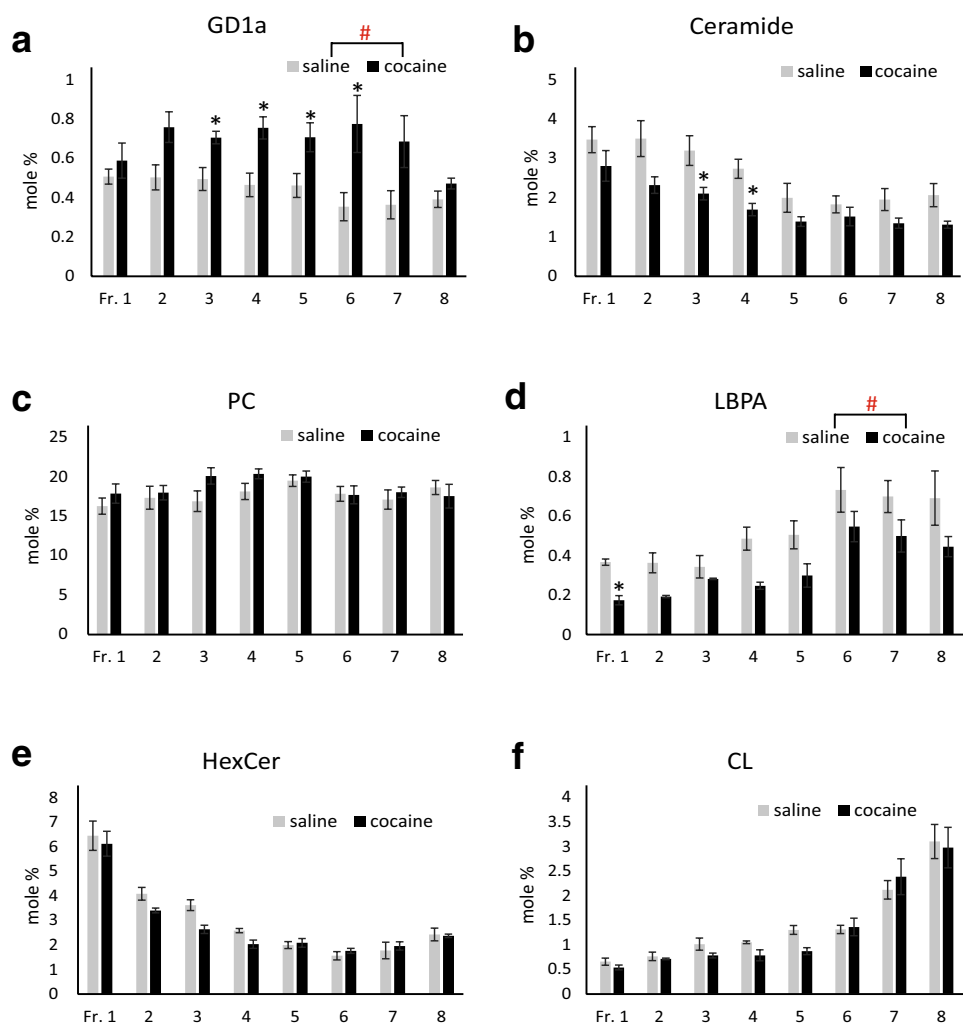 a
GD1a
#
saline cocaine
mole %
1
0.8
0.6
0.4
0.2
0
* * * *
Fr. 1 2 3 4 5 6 7 8
b
Ceramide
saline cocaine
mole %
5
4
3
2
1
0
* *
Fr. 1 2 3 4 5 6 7 8
c
PC
saline cocaine
mole %
25
20
15
10
5
0
Fr. 1 2 3 4 5 6 7 8
d
LBPA
#
saline cocaine
mole %
1
0.8
0.6
0.4
0.2
0
*
Fr. 1 2 3 4 5 6 7 8
e
HexCer
saline cocaine
mole %
8
7
6
5
4
3
2
1
0
Fr. 1 2 3 4 5 6 7 8
f
CL
saline cocaine
mole %
4
3.5
3
2.5
2
1.5
1
0.5
0
Fr. 1 2 3 4 5 6 7 8